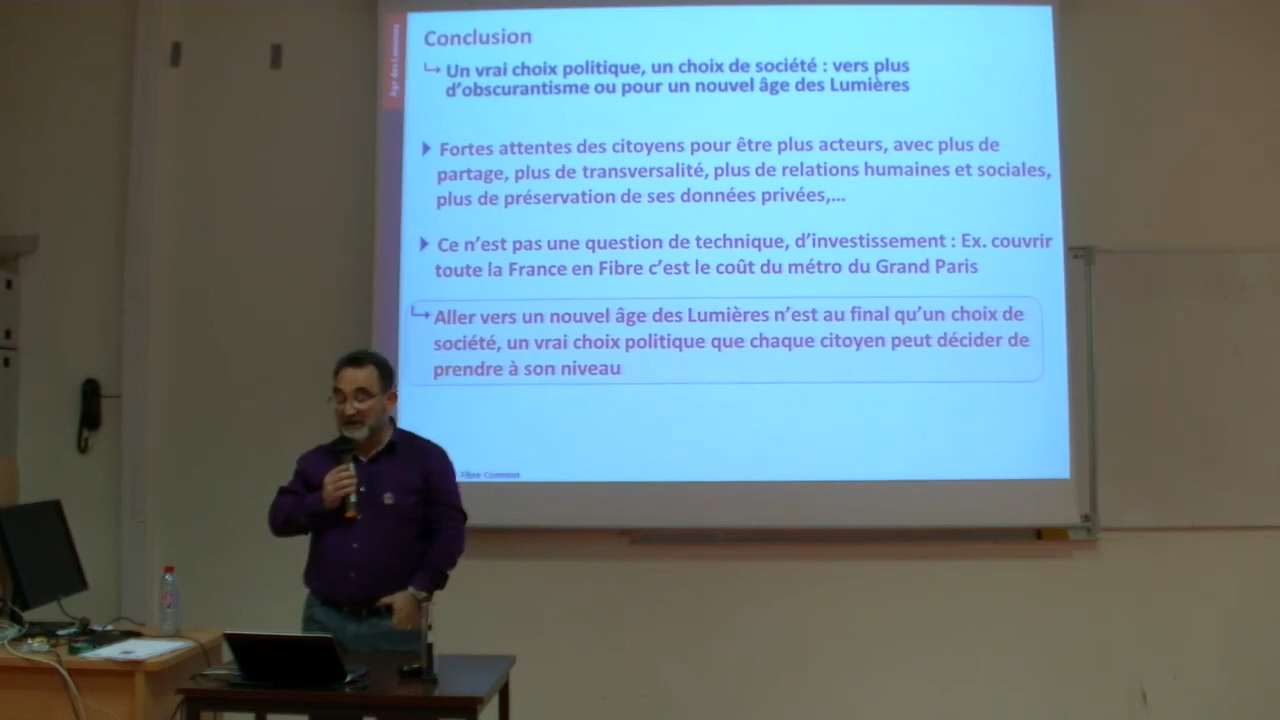 Conclusion
Un vrai choix politique, un choix de société : vers plus
d'obscurantisme ou pour un nouvel âge des Lumières
Fortes attentes des citoyens pour être plus acteurs, avec plus de
partage, plus de transversalité, plus de relations humaines et sociales,
plus de préservation de ses données privées,...
Ce n'est pas une question de technique, d'investissement : Ex. couvrir
toute la France en Fibre c'est le coût du métro du Grand Paris
Aller vers un nouvel âge des Lumières n'est au final qu'un choix de
société, un vrai choix politique que chaque citoyen peut décider de
prendre à son niveau
Age des Lumières